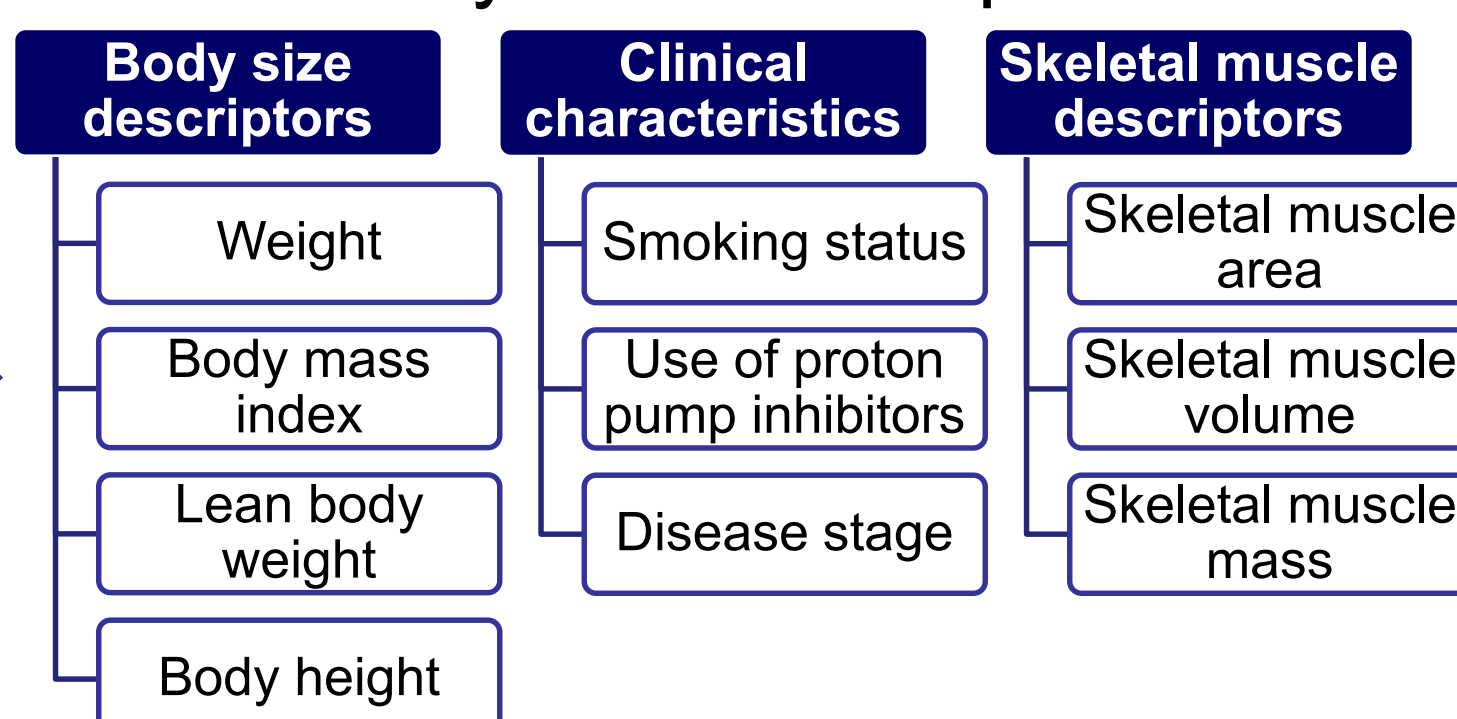 Body size
descriptors
Weight
Body mass
index
Lean body
weight
Body height
Clinical
characteristics
Smoking status
Use of proton
pump inhibitors
Disease stage
Skeletal muscle
descriptors
Skeletal muscle
area
Skeletal muscle
volume
Skeletal muscle
mass